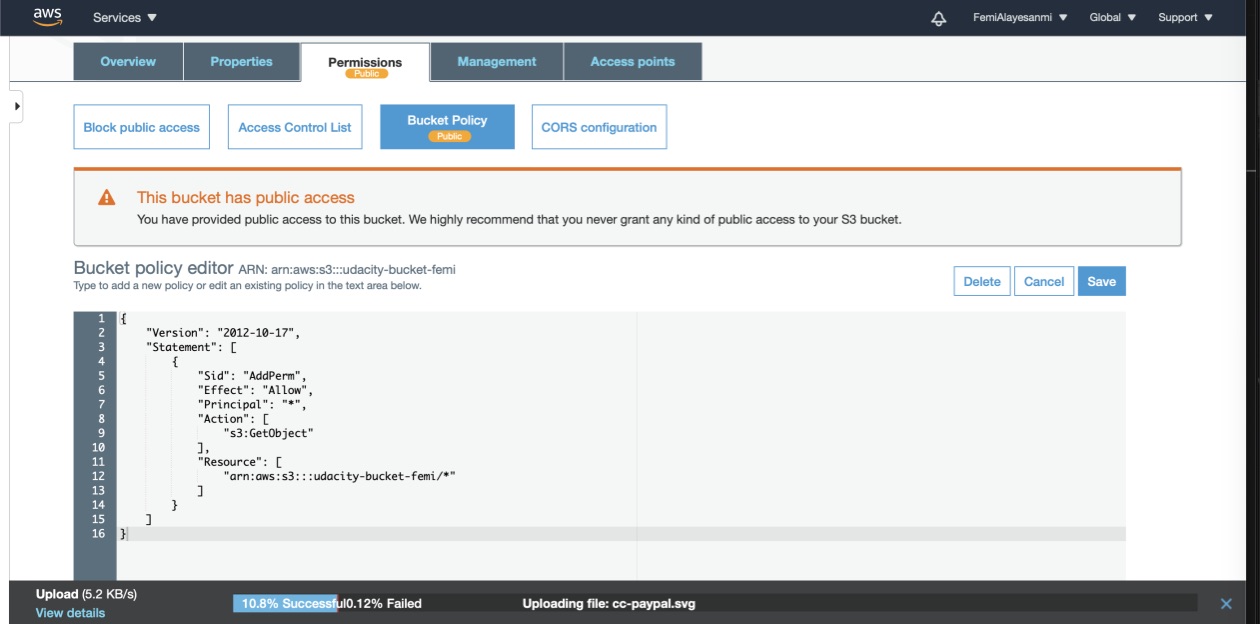 aws Services FemiAlayesanmi Global Support
Overview Properties Permissions Management Access points
Public
Block public access Access Control List Bucket Policy CORS configuration
Public
This bucket has public access
You have provided public access to this bucket. We highly recommend that you never grant any kind of public access to your S3 bucket.
Bucket policy editor ARN: arn:aws:s3:::udacity-bucket-femi
Type to add a new policy or edit an existing policy in the text area below.
Delete Cancel Save
1 {
2 "Version": "2012-10-17",
3 "Statement": [
4 {
5 "Sid": "AddPerm",
6 "Effect": "Allow",
7 "Principal": "*",
8 "Action": [
9 "s3:GetObject"
10 ],
11 "Resource": [
12 "arn:aws:s3:::udacity-bucket-femi/*"
13 ]
14 }
15 ]
16 }
Upload (5.2 KB/s)
10.8% Successful0.12% Failed Uploading file: cc-paypal.svg
View details